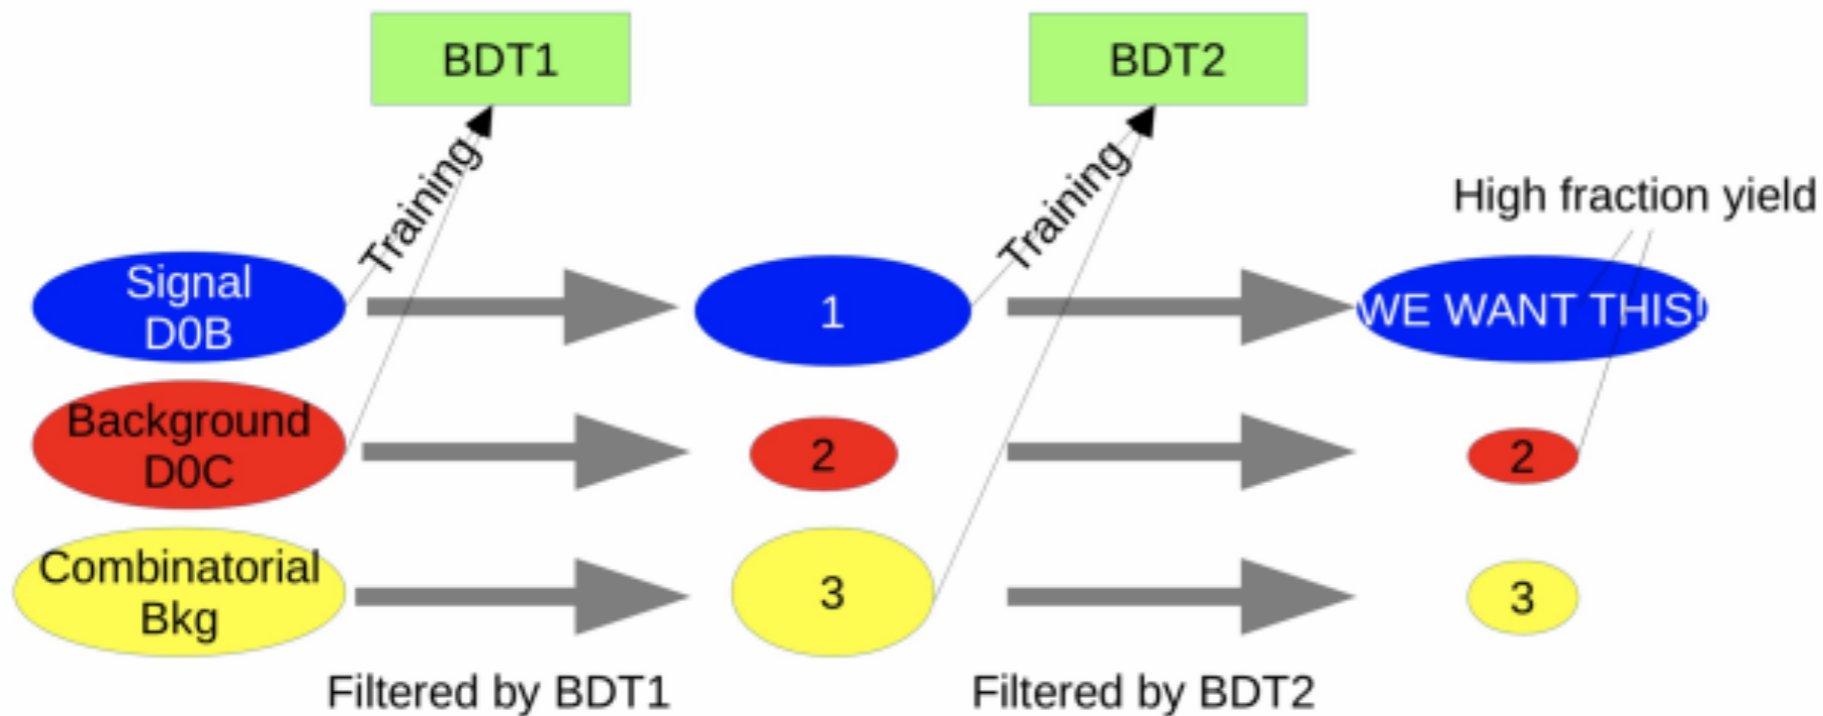 BDT1
BDT2
Training
Training
High fraction yield
Signal
D0B
1
WE WANT THIS!
Background
D0C
2
2
Combinatorial
Bkg
3
3
Filtered by BDT1
Filtered by BDT2